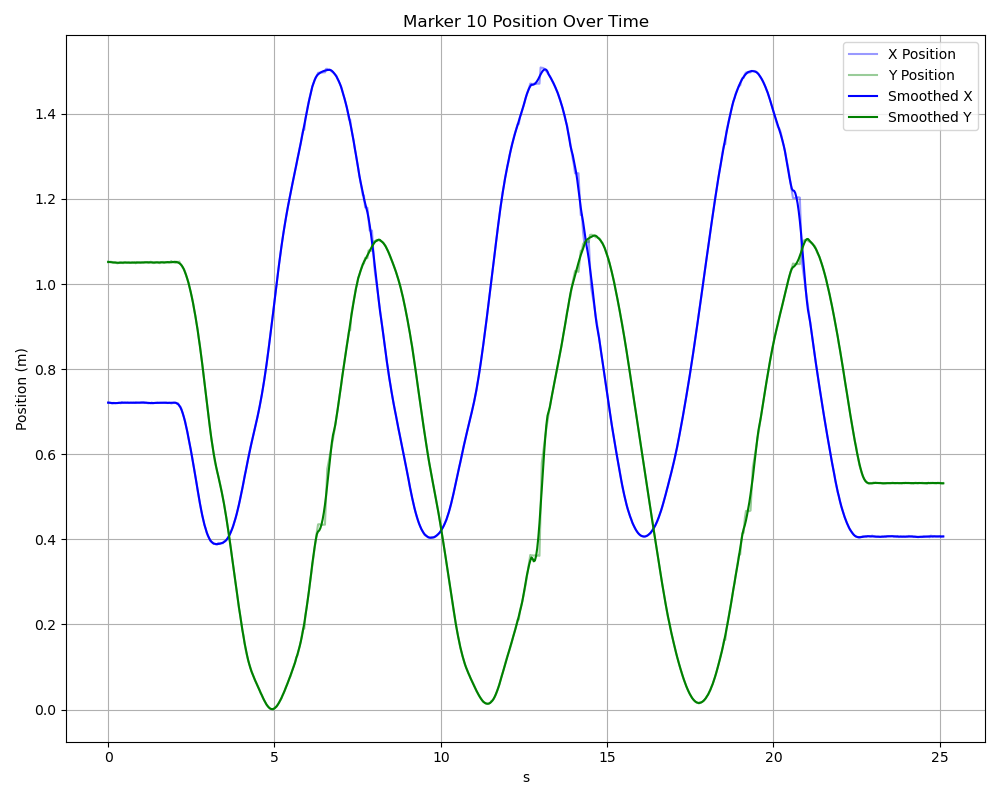 Marker 10 Position Over Time
X Position
Y Position
Smoothed X
Smoothed Y
Position (m)
1.4
1.2
1.0
0.8
0.6
0.4
0.2
0.0
0 5 10 15 20 25
s